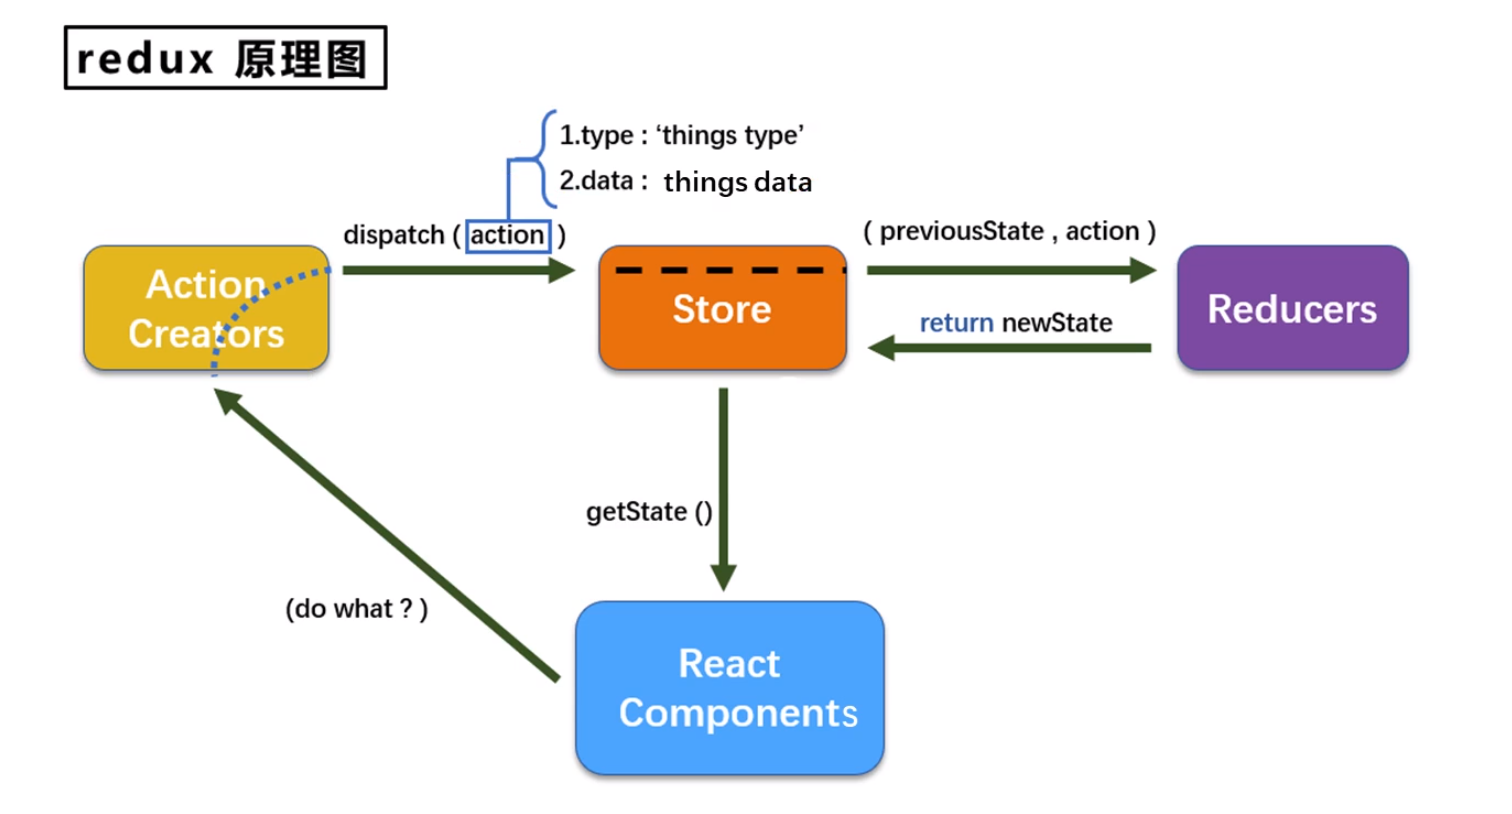 redux 原理图
1.type : ‘things type’
2.data : things data
dispatch ( action )
( previousState , action )
Action
Creators
Store
Reducers
return newState
getState ()
(do what ? )
React
Components